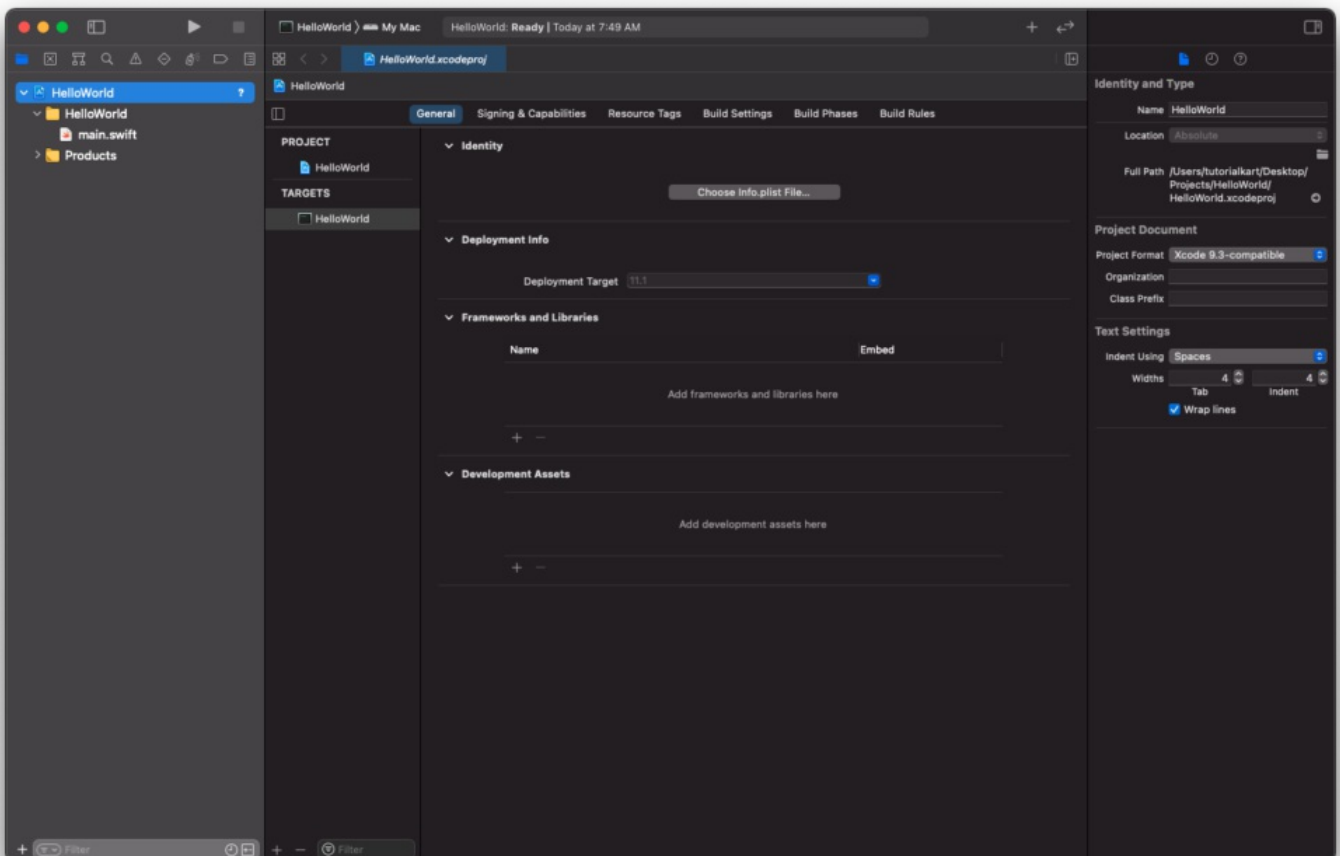 HelloWorld 〉 My Mac
HelloWorld: Ready | Today at 7:49 AM
HelloWorld ?
HelloWorld
main.swift
Products
Filter
HelloWorld.xcodeproj
HelloWorld
General Signing & Capabilities Resource Tags Build Settings Build Phases Build Rules
PROJECT
HelloWorld
TARGETS
HelloWorld
Filter
Identity
Choose Info.plist File...
Deployment Info
Deployment Target 11.1
Frameworks and Libraries
Name Embed
Add frameworks and libraries here
Development Assets
Add development assets here
Identity and Type
Name HelloWorld
Location Absolute
Full Path /Users/tutorialkart/Desktop/
Projects/HelloWorld/
HelloWorld.xcodeproj
Project Document
Project Format Xcode 9.3-compatible
Organization
Class Prefix
Text Settings
Indent Using Spaces
Widths 4 4
Tab Indent
Wrap lines